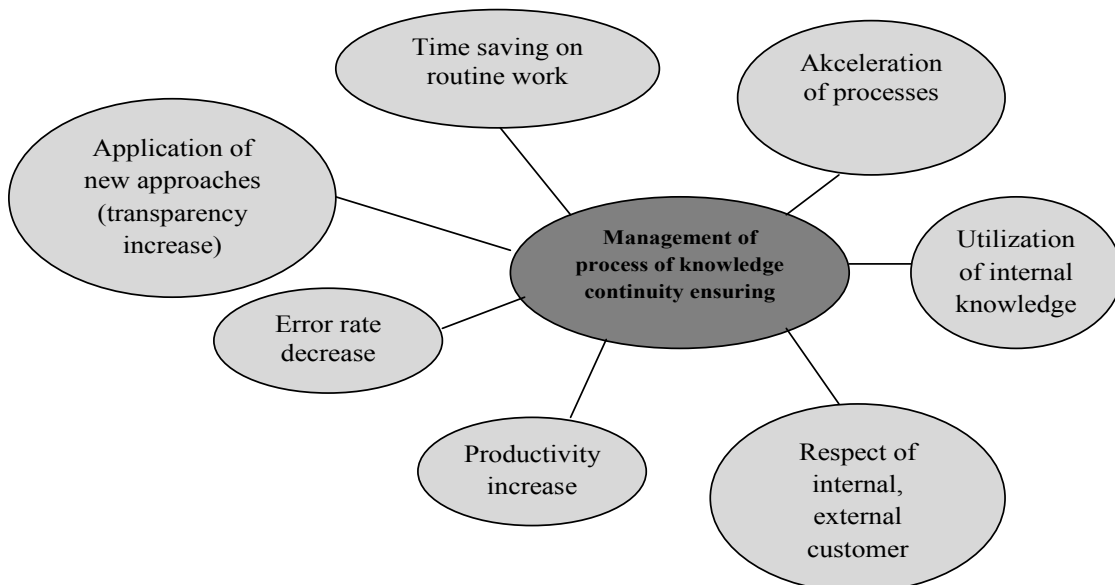 Time saving on
routine work
Akceleration
of processes
Application of
new approaches
(transparency
increase)
Management of
process of knowledge
continuity ensuring
Utilization
of internal
knowledge
Error rate
decrease
Productivity
increase
Respect of
internal,
external
customer